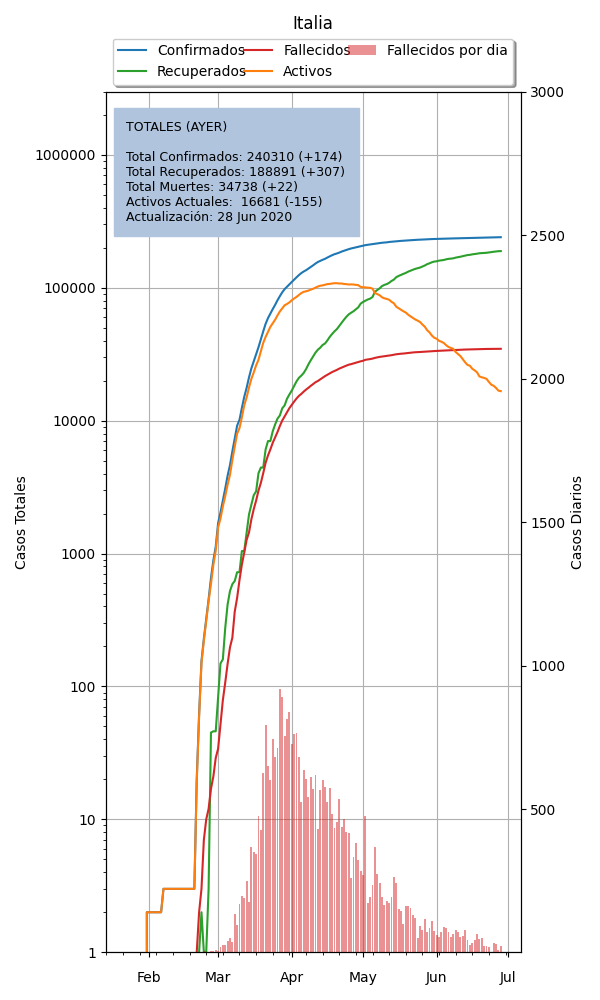 Italia
Confirmados
Recuperados
Fallecidos
Activos
Fallecidos por dia
TOTALES (AYER)
Total Confirmados: 240310 (+174)
Total Recuperados: 188891 (+307)
Total Muertes: 34738 (+22)
Activos Actuales:  16681 (-155)
Actualización: 28 Jun 2020
1000000
100000
10000
1000
100
10
1
Casos Totales
3000
2500
2000
1500
1000
500
Casos Diarios
Feb
Mar
Apr
May
Jun
Jul